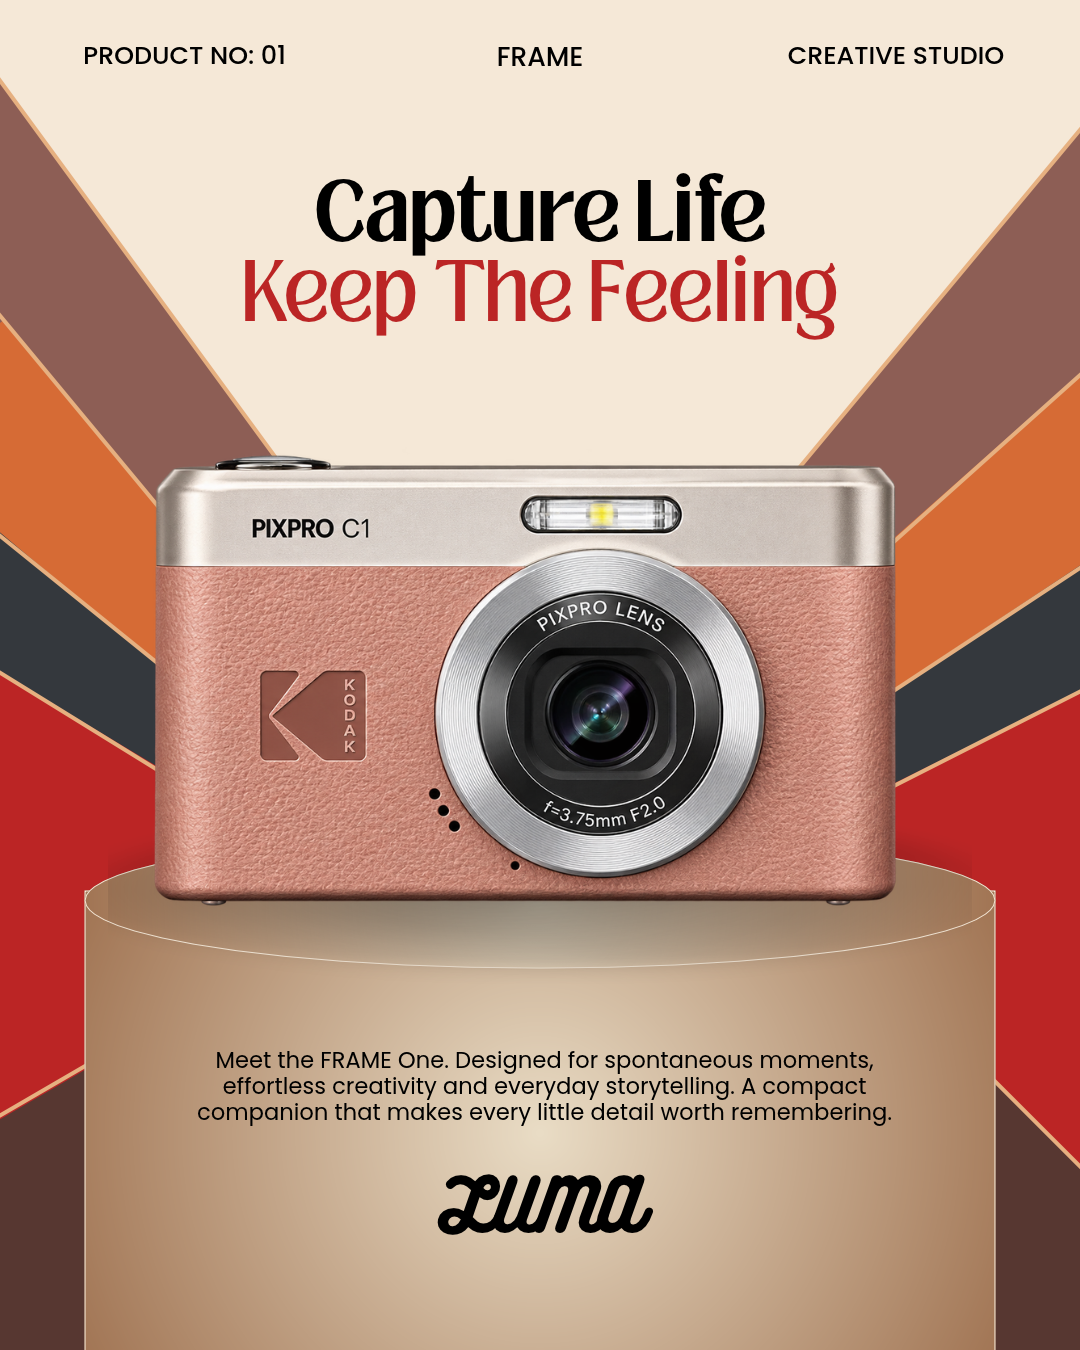 PRODUCT NO: 01
FRAME
CREATIVE STUDIO
Capture Life
Keep The Feeling
PIXPRO C1
PIXPRO LENS
KODAK
f=3.75mm F2.0
Meet the FRAME One. Designed for spontaneous moments,
effortless creativity and everyday storytelling. A compact
companion that makes every little detail worth remembering.
Luma